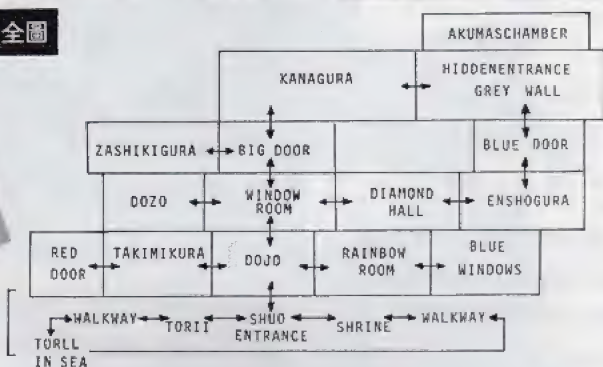 全圖
AKUMASCHAMBER
KANAGURA
HIDDENENTRANCE
GREY WALL
ZASHIKIGURA
BIG DOOR
BLUE DOOR
DOZO
WINDOW
ROOM
DIAMOND
HALL
ENSHOGURA
RED
DOOR
TAKIMIKURA
DOJO
RAINBOW
ROOM
BLUE
WINDOWS
WALKWAY
TORII
SHUO
ENTRANCE
SHRINE
WALKWAY
TORLL
IN SEA